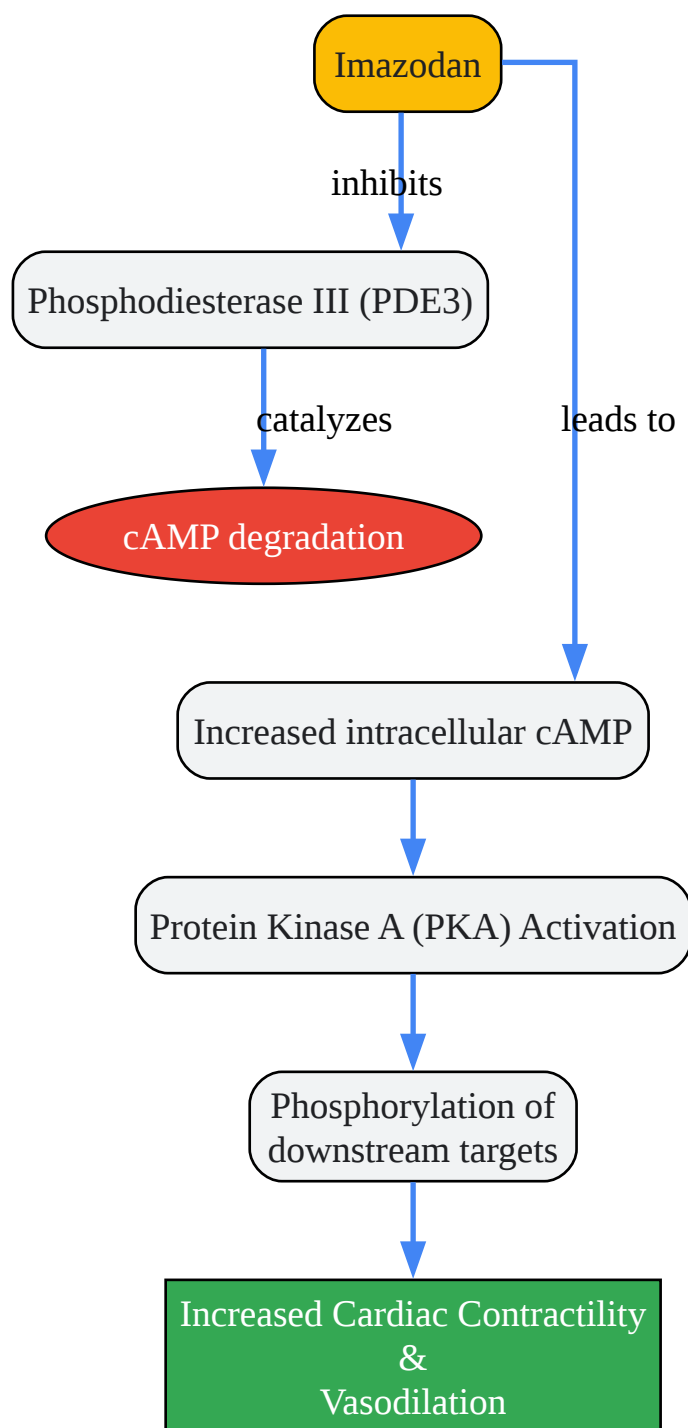 Imazodan
inhibits
Phosphodiesterase III (PDE3)
catalyzes
leads to
cAMP degradation
Increased intracellular cAMP
Protein Kinase A (PKA) Activation
Phosphorylation of
downstream targets
Increased Cardiac Contractility
&
Vasodilation